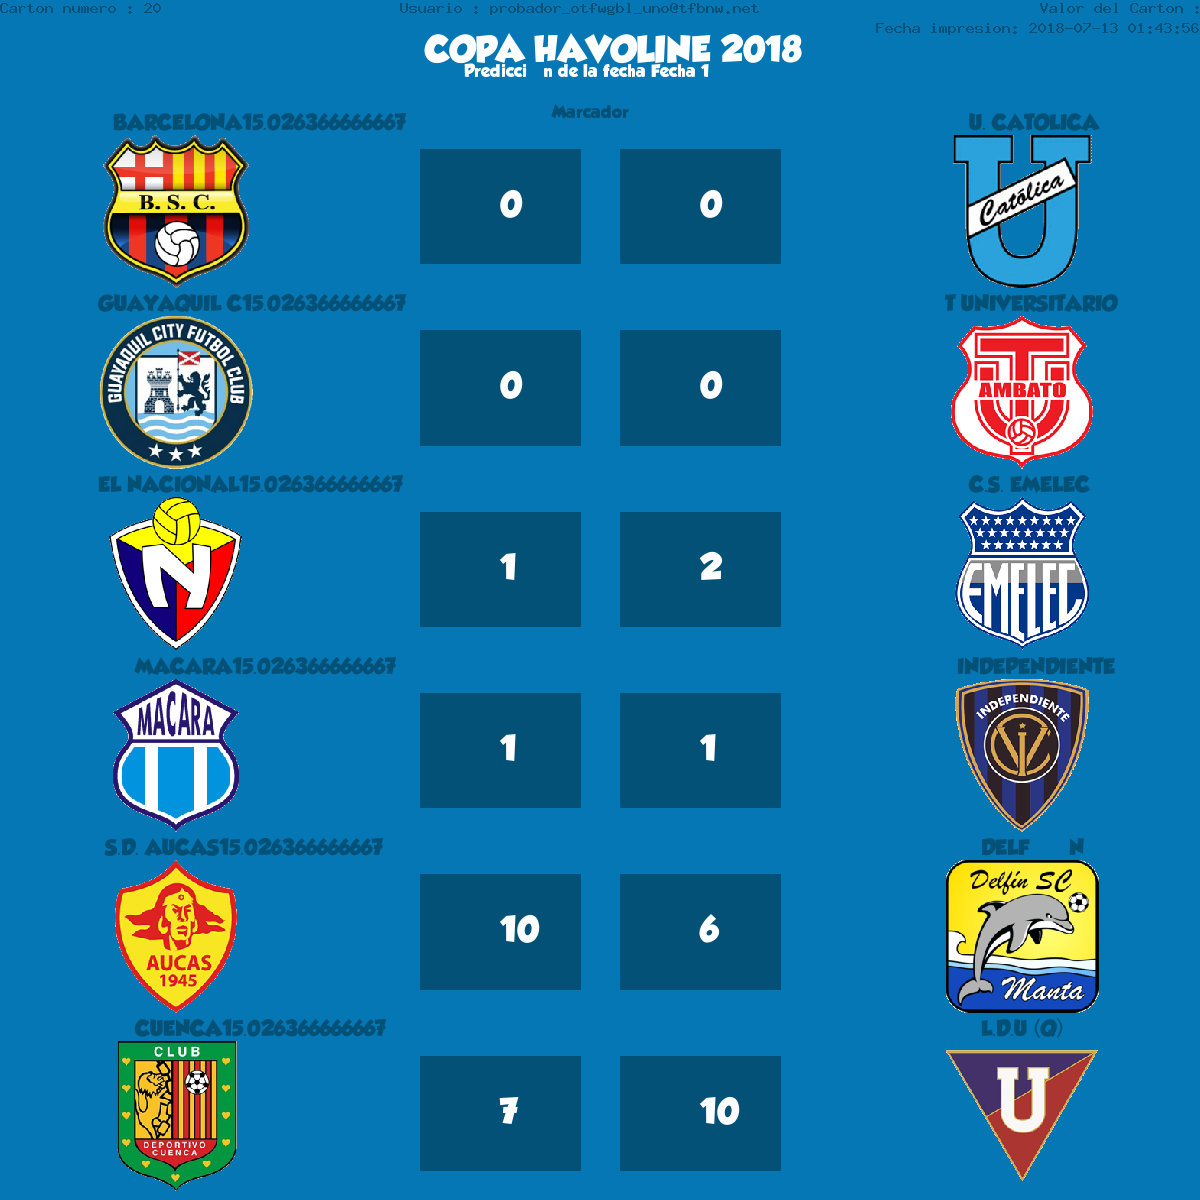 Carton numero : 20
Usuario : probador_otfwgbl_uno@tfbnw.net
Valor del Carton :
Fecha impresion: 2018-07-13 01:43:56
COPA HAVOLINE 2018
Predicci n de la fecha Fecha 1
Marcador
BARCELONA15.026366666667
U. CATOLICA
B. S. C.
0
0
Católica
GUAYAQUIL C15.026366666667
T UNIVERSITARIO
GUAYAQUIL CITY FUTBOL CLUB
0
0
T
AMBATO
U
EL NACIONAL15.026366666667
C.S. EMELEC
N
1
2
EMELEC
MACARA15.026366666667
INDEPENDIENTE
MACARA
1
1
INDEPENDIENTE
S.D. AUCAS15.026366666667
DELF N
AUCAS
1945
10
6
Delfín SC
Manta
CUENCA15.026366666667
L.D.U (Q)
CLUB
DEPORTIVO
CUENCA
7
10
U